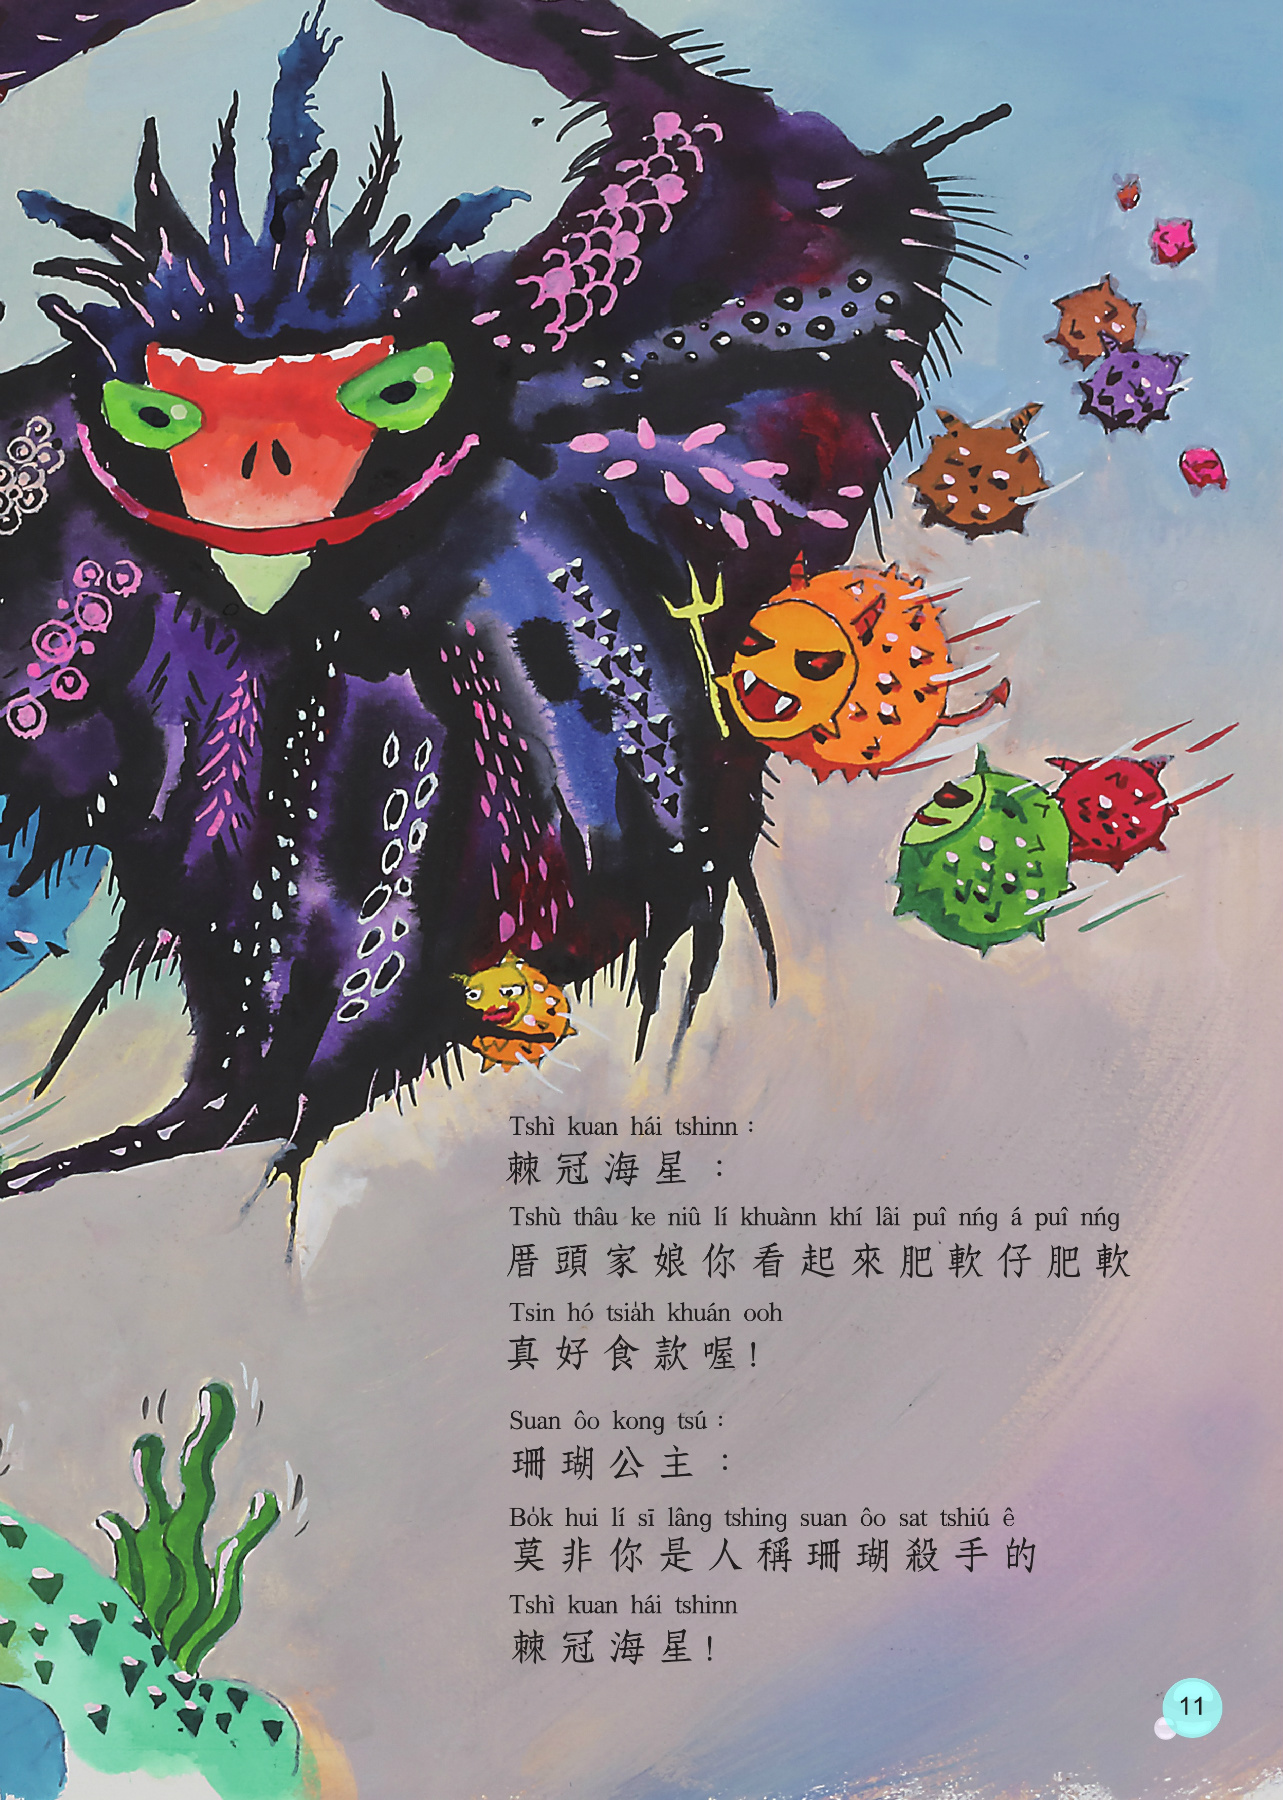 Tshì kuan hái tshinn：
棘冠海星：
Tshù thâu ke niû lí khuànn khí lâi puî nńg á puî nńg
厝頭家娘你看起來肥軟仔肥軟
Tsin hó tsia̍h khuán ooh
真好食款喔！
Suan ôo kong tsú：
珊瑚公主：
Bo̍k hui lí sī lâng tshing suan ôo sat tshiú ê
莫非你是人稱珊瑚殺手的
Tshì kuan hái tshinn
棘冠海星！
11